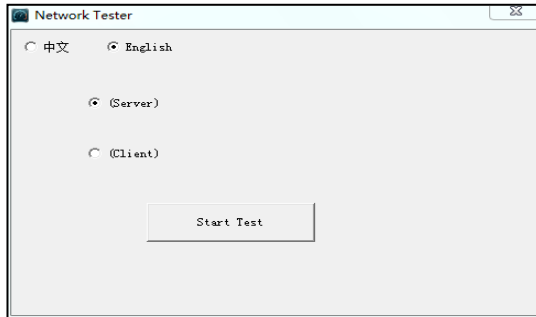 Network Tester
中文 English
(Server)
(Client)
Start Test